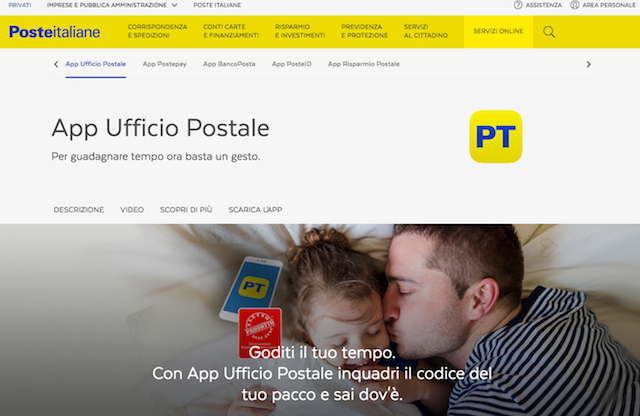 PRIVATI IMPRESE E PUBBLICA AMMINISTRAZIONE POSTE ITALIANE ASSISTENZA AREA PERSONALE
Posteitaliane
CORRISPONDENZA
E SPEDIZIONI
CONTI CARTE
E FINANZIAMENTI
RISPARMIO
E INVESTIMENTI
PREVIDENZA
E PROTEZIONE
SERVIZI
AL CITTADINO
SERVIZI ONLINE
App Ufficio Postale App Postepay App BancoPosta App PosteID App Risparmio Postale
App Ufficio Postale
PT
Per guadagnare tempo ora basta un gesto.
DESCRIZIONE VIDEO SCOPRI DI PIÙ SCARICA L'APP
PT
Goditi il tuo tempo.
Con App Ufficio Postale inquadri il codice del
tuo pacco e sai dov'è.